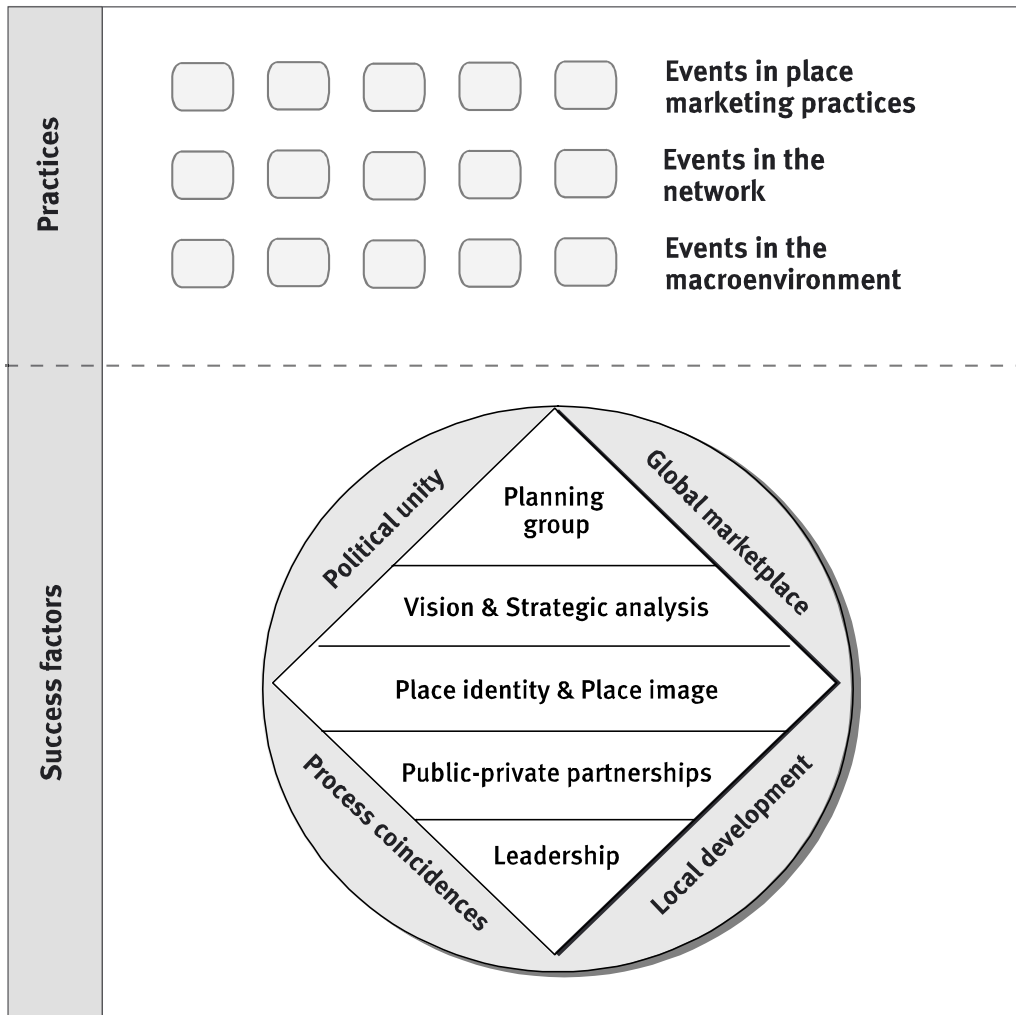 Practices
Events in place
marketing practices
Events in the
network
Events in the
macroenvironment
Success factors
Political unity
Global marketplace
Planning
group
Vision & Strategic analysis
Place identity & Place image
Public-private partnerships
Leadership
Process coincidences
Local development